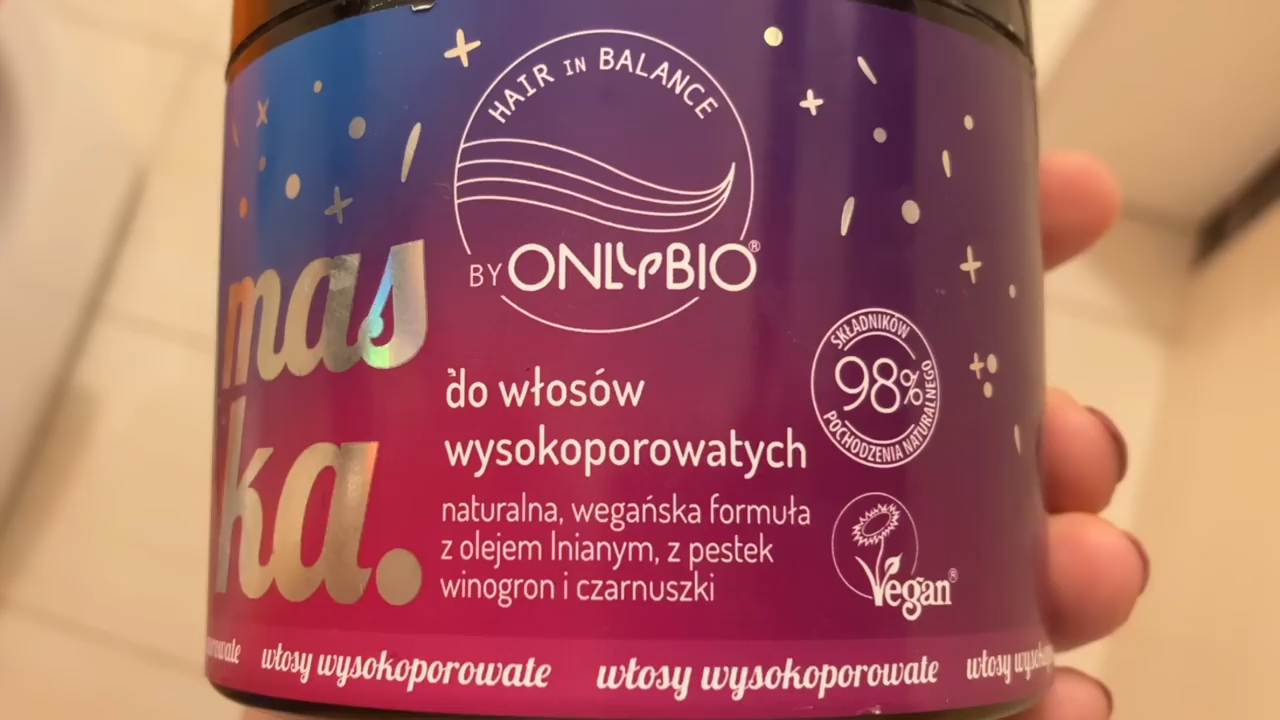 HAIR IN BALANCE
BY ONLYBIO®
mas
ka.
do włosów
wysokoporowatych
naturalna, wegańska formuła
z olejem lnianym, z pestek
winogron i czarnuszki
SKŁADNIKÓW
98%
POCHODZENIA NATURALNEGO
Vegan®
włosy wysokoporowate włosy wysokoporowate włosy